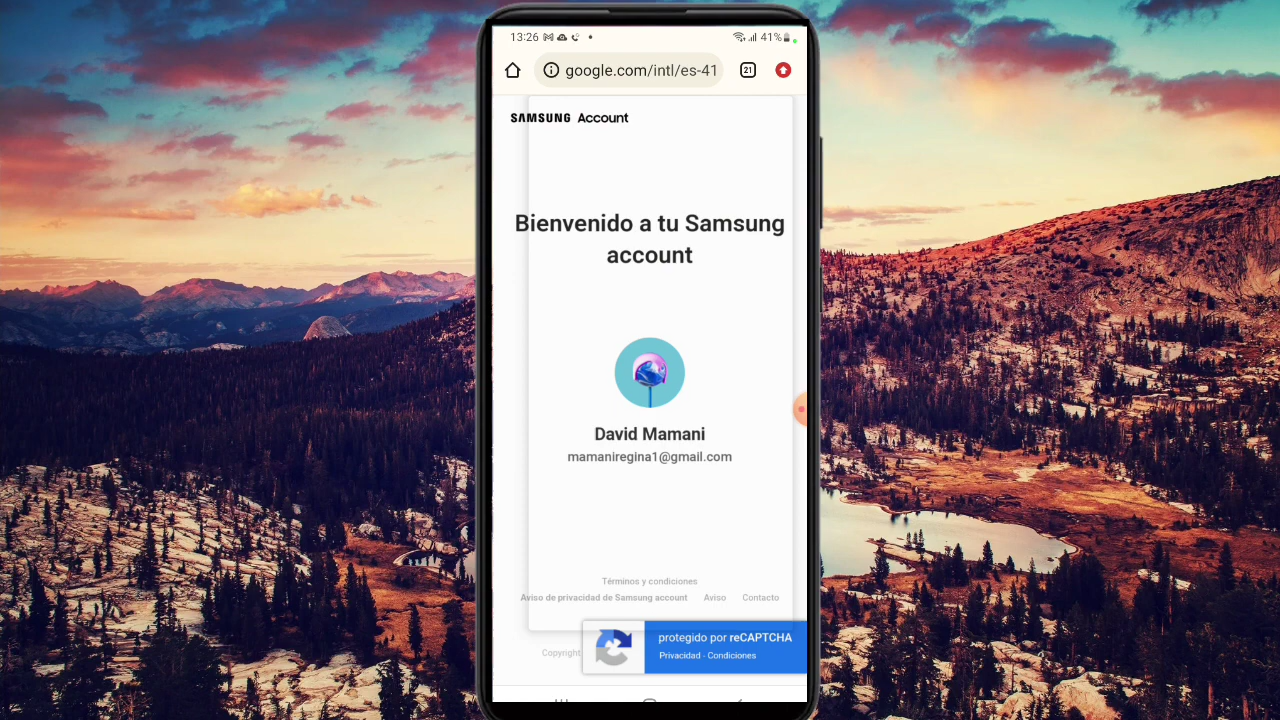 13:26
41%
google.com/intl/es-41
21
SAMSUNG Account
Bienvenido a tu Samsung
account
David Mamani
mamaniregina1@gmail.com
Términos y condiciones
Aviso de privacidad de Samsung account Aviso Contacto
protegido por reCAPTCHA
Privacidad - Condiciones
Copyright